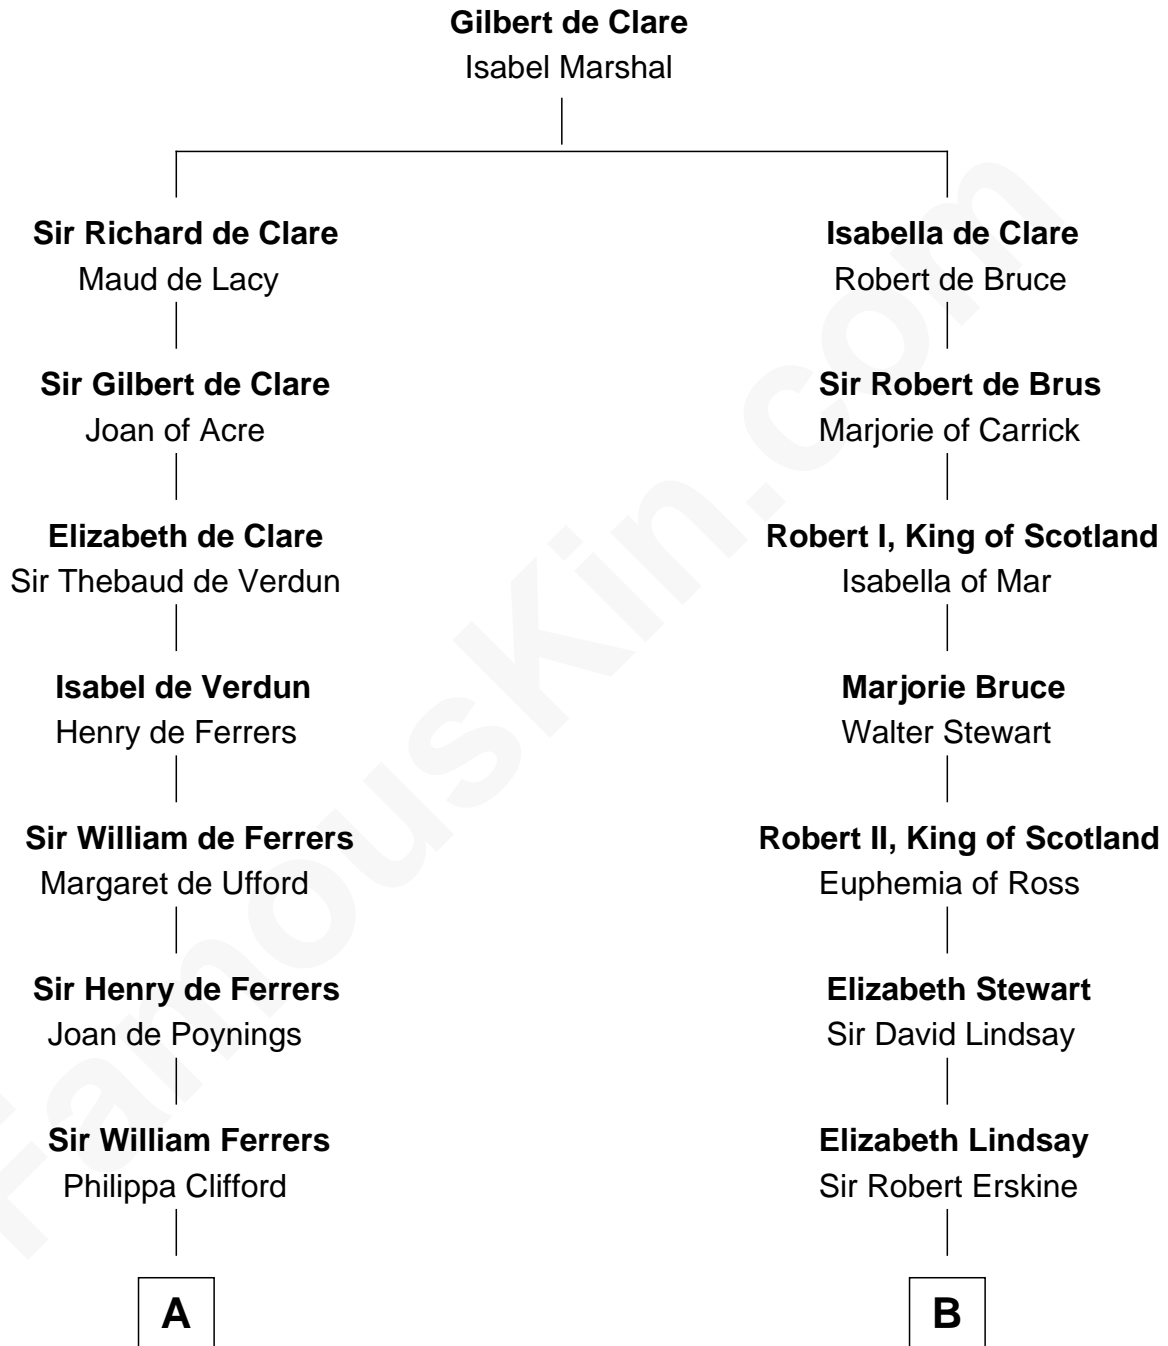 Gilbert de Clare
Isabel Marshal
Sir Richard de Clare
Maud de Lacy
Isabella de Clare
Robert de Bruce
Sir Gilbert de Clare
Joan of Acre
Sir Robert de Brus
Marjorie of Carrick
Elizabeth de Clare
Sir Thebaud de Verdun
Robert I, King of Scotland
Isabella of Mar
Isabel de Verdun
Henry de Ferrers
Marjorie Bruce
Walter Stewart
Sir William de Ferrers
Margaret de Ufford
Robert II, King of Scotland
Euphemia of Ross
Sir Henry de Ferrers
Joan de Poynings
Elizabeth Stewart
Sir David Lindsay
Sir William Ferrers
Philippa Clifford
Elizabeth Lindsay
Sir Robert Erskine
A
B
FamousKin.com